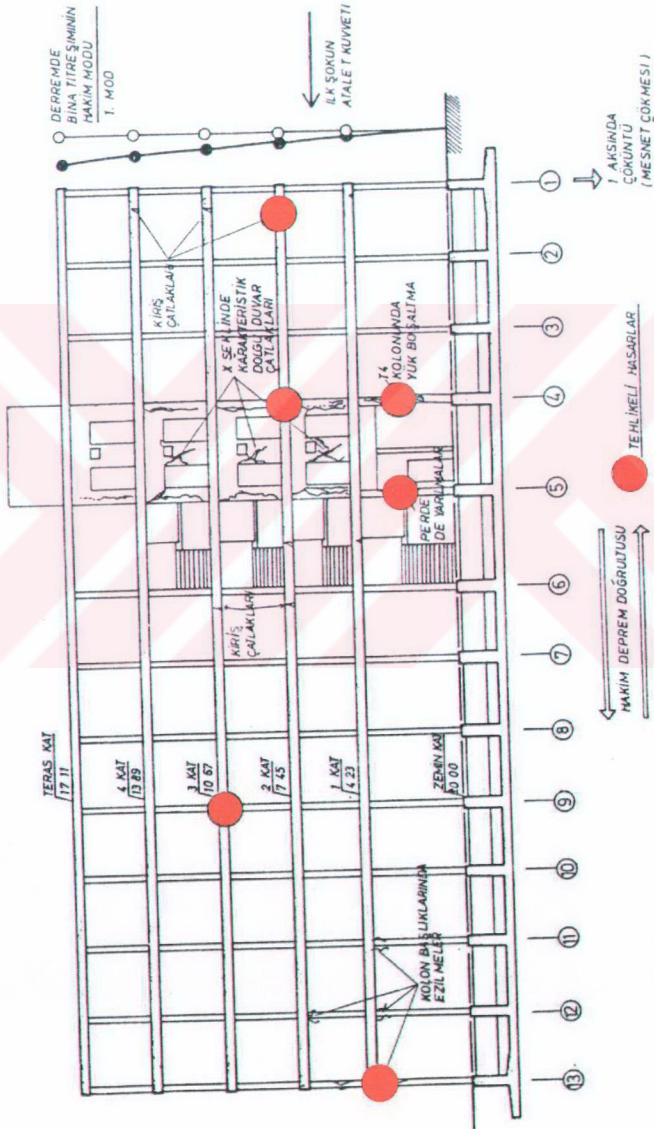 DERREMDE
BİNA TİTREŞİMİNİN
HAKİM MODU
1. MOD
İLK ŞOKUN
ATALET KUVVETİ
1 AKSINDA
ÇÖKÜNTÜ
(MESNET ÇÖKMESİ)
KİRİŞ
ÇATLAKLARI
X ŞEKLİNDE
KARAKTERİSTİK
DOLGU DUVAR
ÇATLAKLARI
T4
KOLONUNDA
YÜK BOŞALTMA
PERDE
DE YARILMALAR
KİRİŞ
ÇATLAKLARI
TERAS KAT
17 11
4 KAT
13 89
3 KAT
10 67
2 KAT
7 45
1 KAT
4 23
ZEMİN KAT
±0 00
KOLON BAŞLIKLARINDA
EZİLMELER
13
12
11
10
9
8
7
6
5
4
3
2
1
HAKİM DEPREM DOĞRULTUSU
TEHLİKELİ HASARLAR